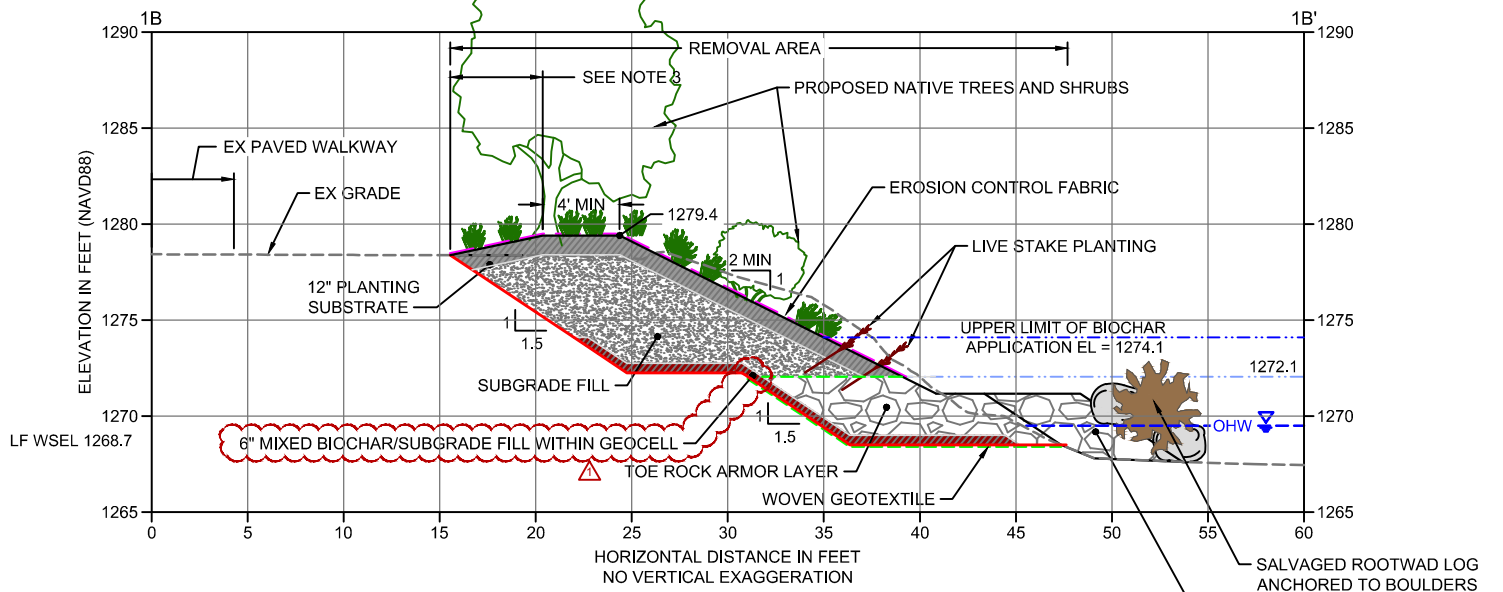 1B
1B'
1290
1290
REMOVAL AREA
SEE NOTE 3
PROPOSED NATIVE TREES AND SHRUBS
1285
1285
EX PAVED WALKWAY
EX GRADE
EROSION CONTROL FABRIC
4' MIN
1279.4
1280
1280
LIVE STAKE PLANTING
2 MIN
1
12" PLANTING
SUBSTRATE
ELEVATION IN FEET (NAVD88)
1275
1275
1
1.5
UPPER LIMIT OF BIOCHAR
APPLICATION EL = 1274.1
1272.1
SUBGRADE FILL
1270
1270
1
1.5
OHW
LF WSEL 1268.7
6" MIXED BIOCHAR/SUBGRADE FILL WITHIN GEOCELL
1
TOE ROCK ARMOR LAYER
WOVEN GEOTEXTILE
1265
1265
0
5
10
15
20
25
30
35
40
45
50
55
60
HORIZONTAL DISTANCE IN FEET
NO VERTICAL EXAGGERATION
SALVAGED ROOTWAD LOG
ANCHORED TO BOULDERS